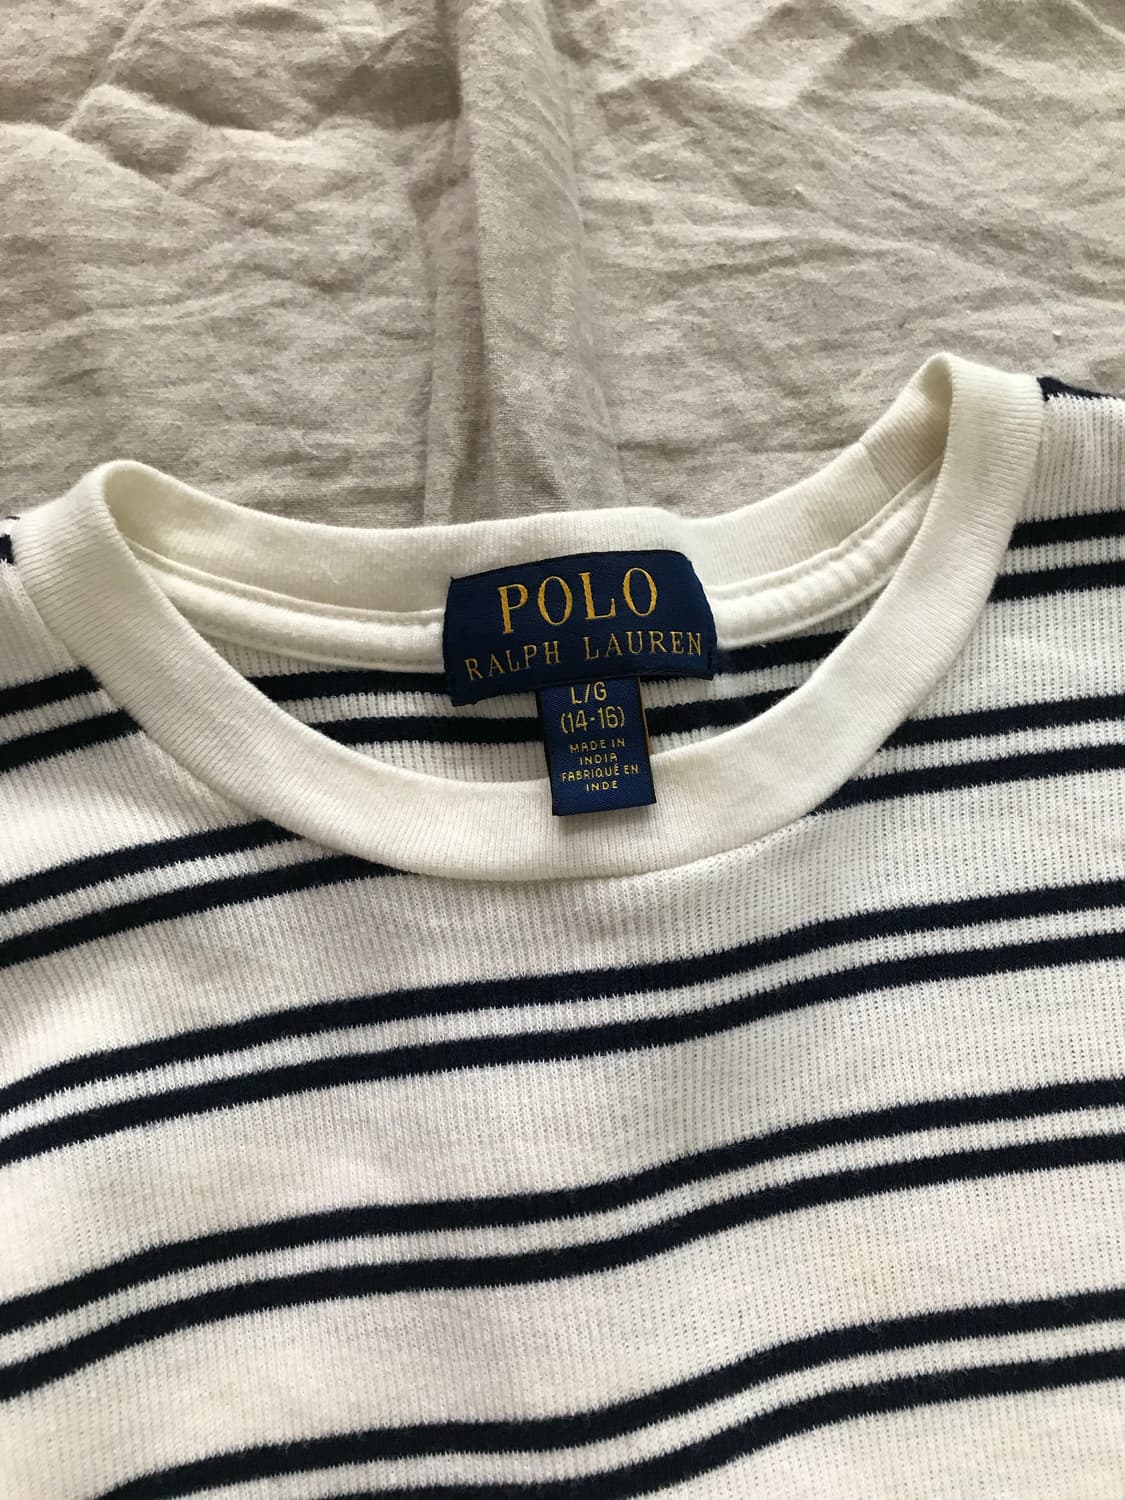 POLO
RALPH LAUREN
L/G
(14-16)
MADE IN
INDIA
FABRIQUÉ EN
INDE